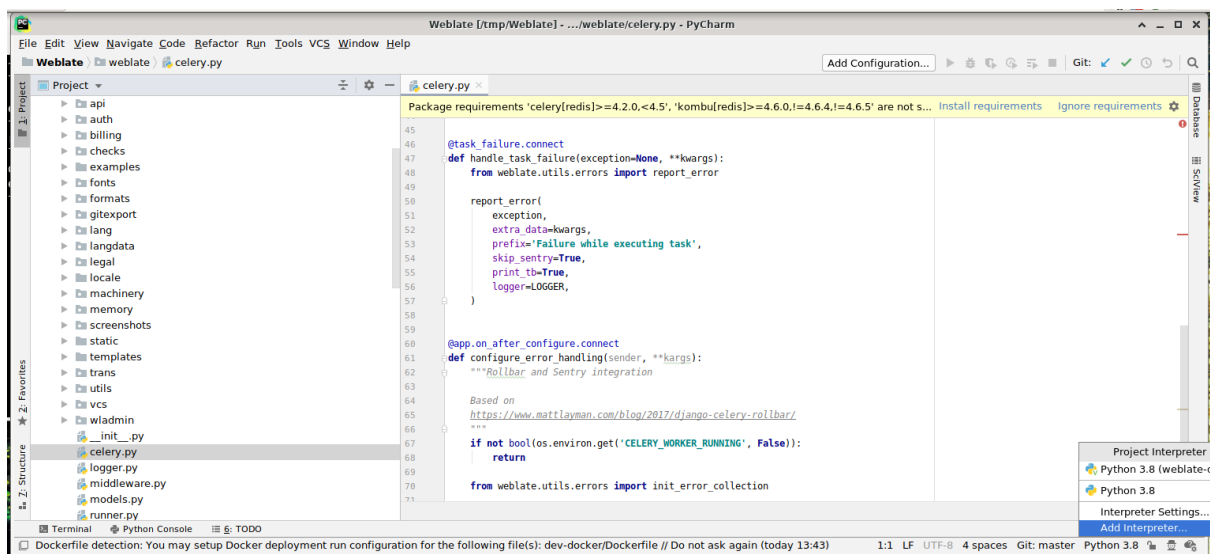 Weblate [/tmp/Weblate] - .../weblate/celery.py - PyCharm
File Edit View Navigate Code Refactor Run Tools VCS Window Help
Weblate weblate celery.py Add Configuration... Git:
1: Project Project celery.py Database
Package requirements 'celery[redis]>=4.2.0,<4.5', 'kombu[redis]>=4.6.0,!=4.6.4,!=4.6.5' are not s... Install requirements Ignore requirements
SciView
api
auth
billing
checks
examples
fonts
formats
gitexport
lang
langdata
legal
locale
machinery
memory
screenshots
static
templates
trans
utils
vcs
wladmin
__init__.py
celery.py
logger.py
middleware.py
models.py
runner.py
2: Favorites
7: Structure
45
46 @task_failure.connect
47 def handle_task_failure(exception=None, **kwargs):
48 from weblate.utils.errors import report_error
49
50 report_error(
51 exception,
52 extra_data=kwargs,
53 prefix='Failure while executing task',
54 skip_sentry=True,
55 print_tb=True,
56 logger=LOGGER,
57 )
58
59
60 @app.on_after_configure.connect
61 def configure_error_handling(sender, **kargs):
62 """Rollbar and Sentry integration
63
64 Based on
65 https://www.mattlayman.com/blog/2017/django-celery-rollbar/
66 """
67 if not bool(os.environ.get('CELERY_WORKER_RUNNING', False)):
68 return
69
70 from weblate.utils.errors import init_error_collection
71
Project Interpreter
Python 3.8 (weblate-
Python 3.8
Interpreter Settings...
Add Interpreter...
Terminal Python Console 6: TODO
Dockerfile detection: You may setup Docker deployment run configuration for the following file(s): dev-docker/Dockerfile // Do not ask again (today 13:43) 1:1 LF UTF-8 4 spaces Git: master Python 3.8